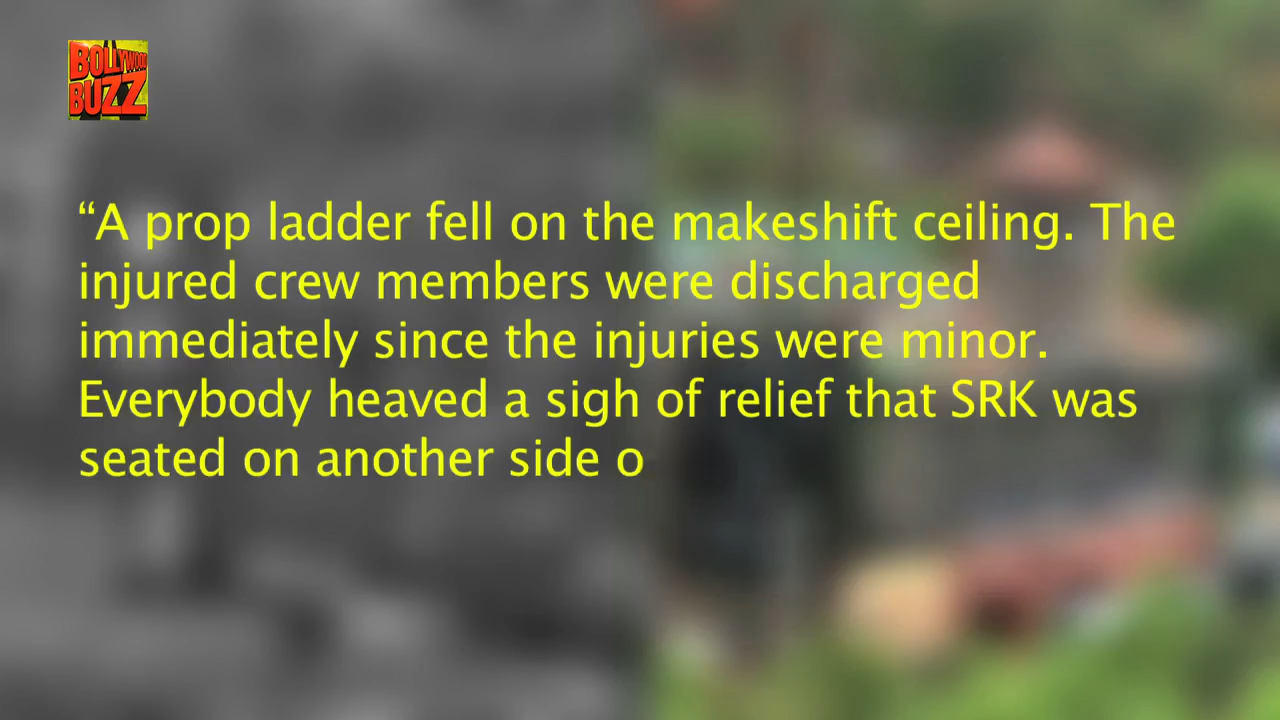 BOLLYWOOD
BUZZ
“A prop ladder fell on the makeshift ceiling. The
injured crew members were discharged
immediately since the injuries were minor.
Everybody heaved a sigh of relief that SRK was
seated on another side o